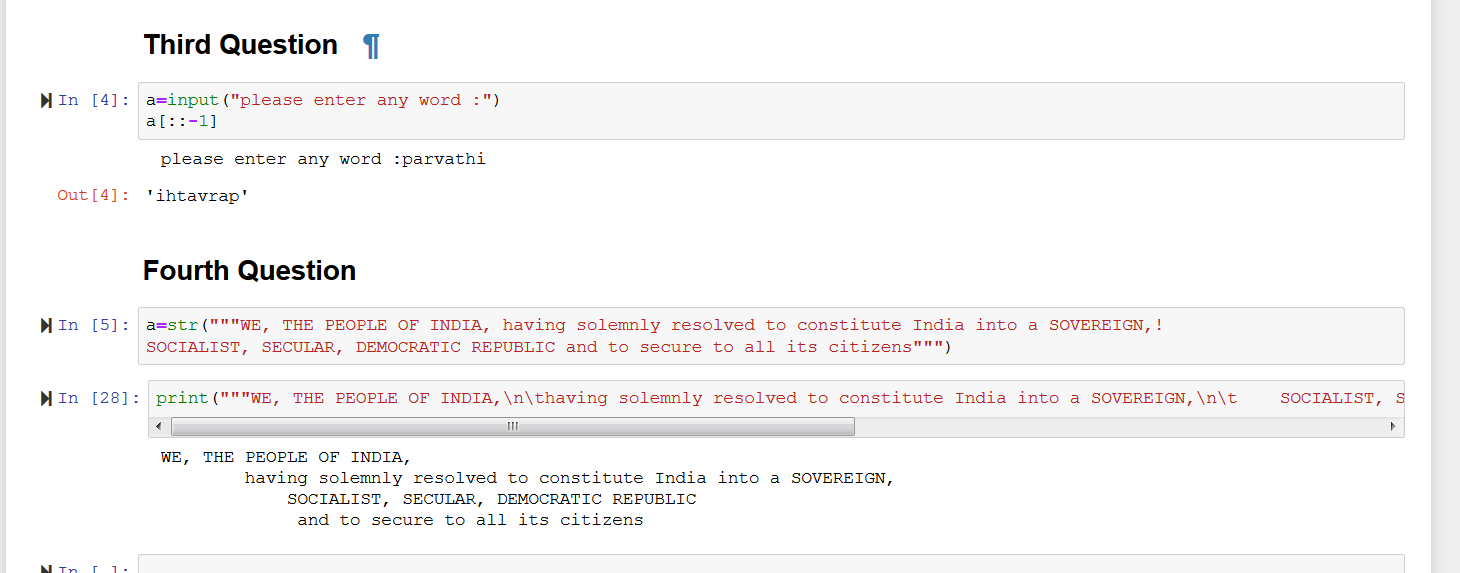 Third Question ¶
In [4]: a=input("please enter any word :")
a[::-1]
please enter any word :parvathi
Out[4]: 'ihtavrap'
Fourth Question
In [5]: a=str("""WE, THE PEOPLE OF INDIA, having solemnly resolved to constitute India into a SOVEREIGN,!
SOCIALIST, SECULAR, DEMOCRATIC REPUBLIC and to secure to all its citizens""")
In [28]: print("""WE, THE PEOPLE OF INDIA,\n\thaving solemnly resolved to constitute India into a SOVEREIGN,\n\t    SOCIALIST, S
WE, THE PEOPLE OF INDIA,
        having solemnly resolved to constitute India into a SOVEREIGN,
            SOCIALIST, SECULAR, DEMOCRATIC REPUBLIC
             and to secure to all its citizens
In [ ]: